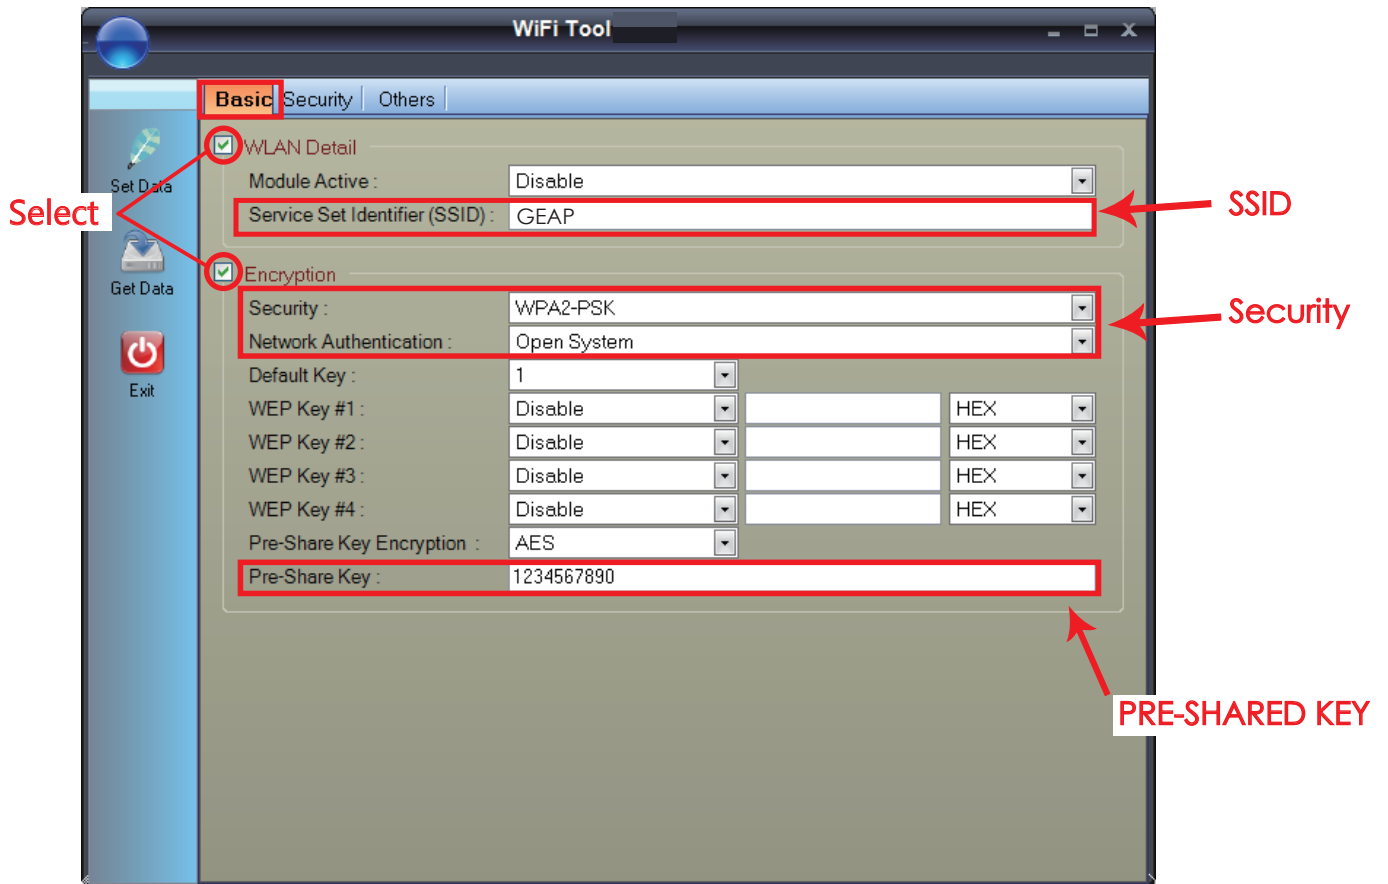 WiFi Tool
Basic Security Others
WLAN Detail
Set Data
Module Active : Disable
Select
Service Set Identifier (SSID) : GEAP
SSID
Encryption
Get Data
Security : WPA2-PSK
Security
Network Authentication : Open System
Default Key : 1
Exit
WEP Key #1 : Disable HEX
WEP Key #2 : Disable HEX
WEP Key #3 : Disable HEX
WEP Key #4 : Disable HEX
Pre-Share Key Encryption : AES
Pre-Share Key : 1234567890
PRE-SHARED KEY